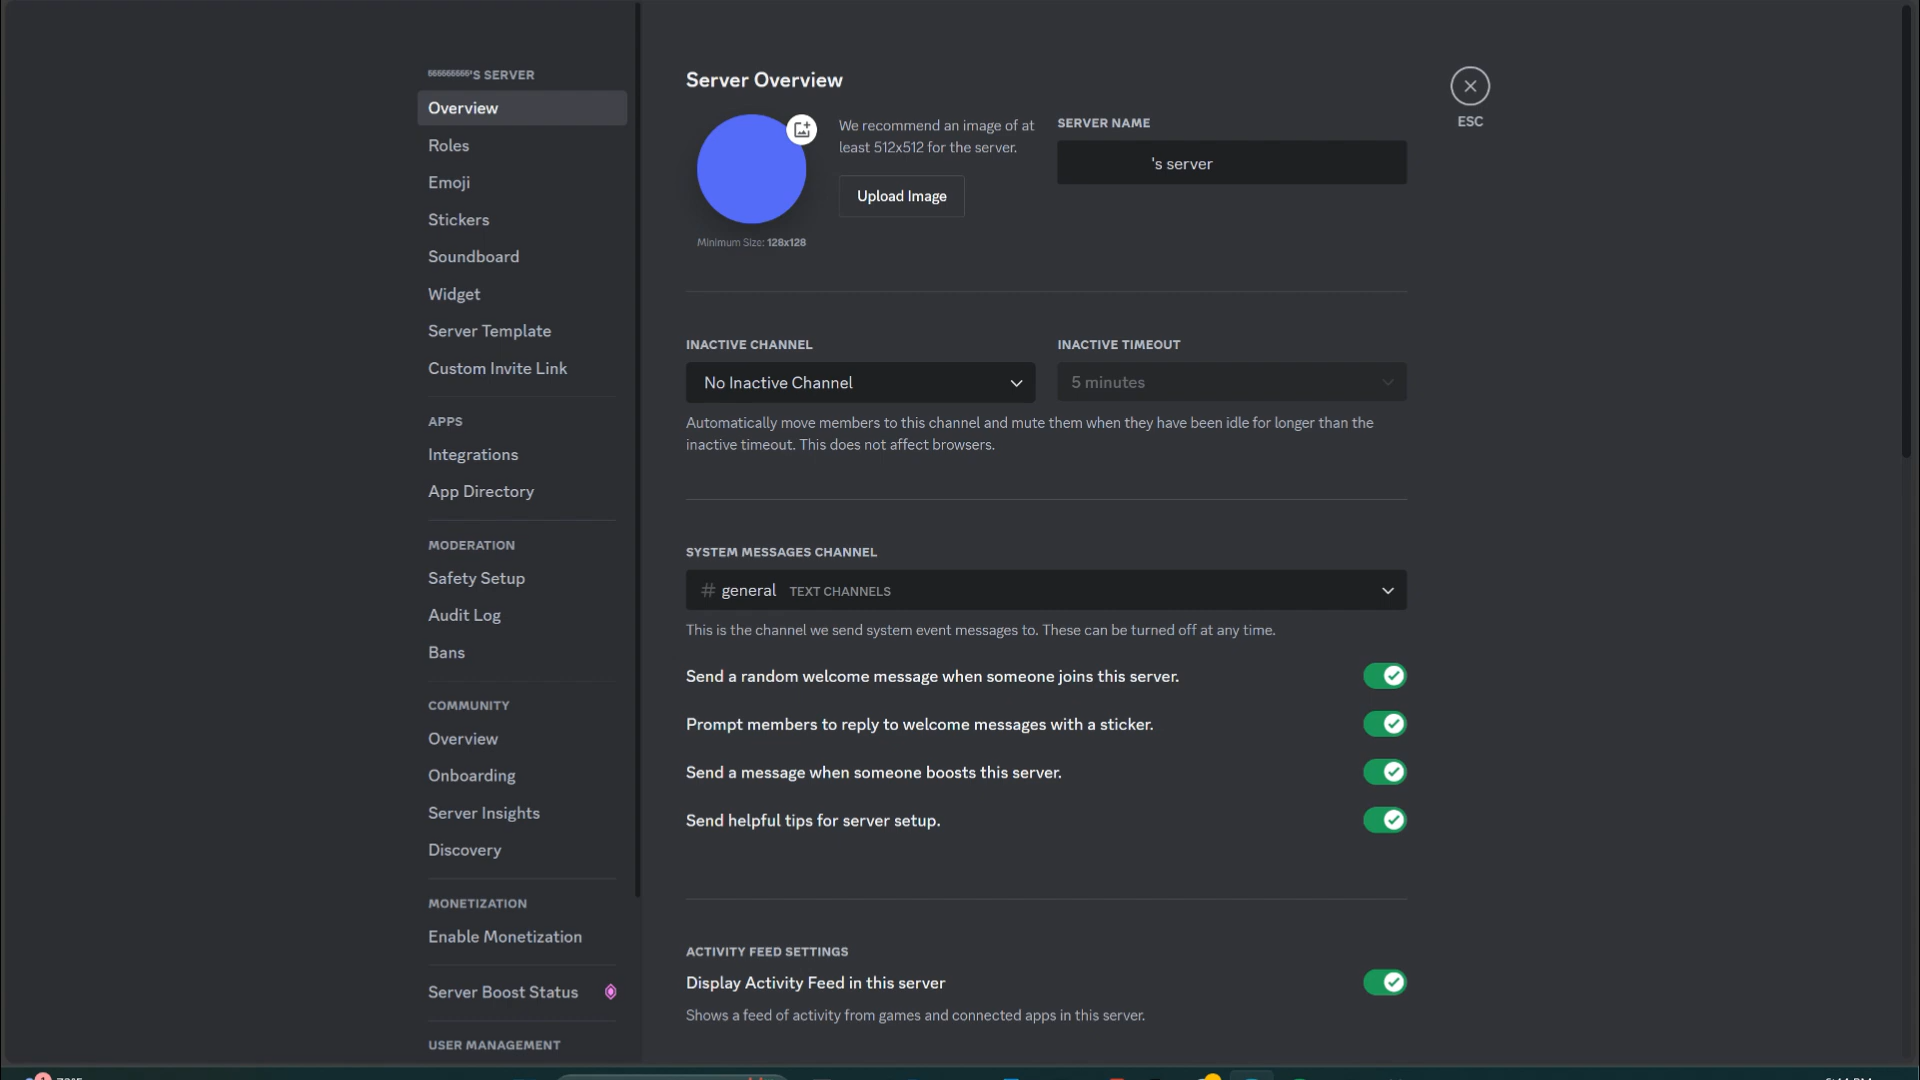 'S SERVER
Overview
Roles
Emoji
Stickers
Soundboard
Widget
Server Template
Custom Invite Link
APPS
Integrations
App Directory
MODERATION
Safety Setup
Audit Log
Bans
COMMUNITY
Overview
Onboarding
Server Insights
Discovery
MONETIZATION
Enable Monetization
Server Boost Status
USER MANAGEMENT
Server Overview
We recommend an image of at
least 512x512 for the server.
Upload Image
Minimum Size: 128x128
SERVER NAME
's server
ESC
INACTIVE CHANNEL
No Inactive Channel
INACTIVE TIMEOUT
5 minutes
Automatically move members to this channel and mute them when they have been idle for longer than the
inactive timeout. This does not affect browsers.
SYSTEM MESSAGES CHANNEL
# general TEXT CHANNELS
This is the channel we send system event messages to. These can be turned off at any time.
Send a random welcome message when someone joins this server.
Prompt members to reply to welcome messages with a sticker.
Send a message when someone boosts this server.
Send helpful tips for server setup.
ACTIVITY FEED SETTINGS
Display Activity Feed in this server
Shows a feed of activity from games and connected apps in this server.